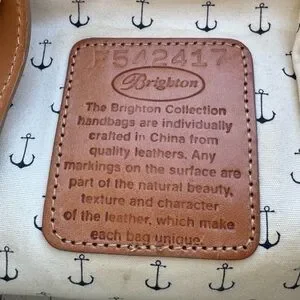 F542417
Brighton
The Brighton Collection
handbags are individually
crafted in China from
quality leathers. Any
markings on the surface are
part of the natural beauty,
texture and character
of the leather, which make
each bag unique.